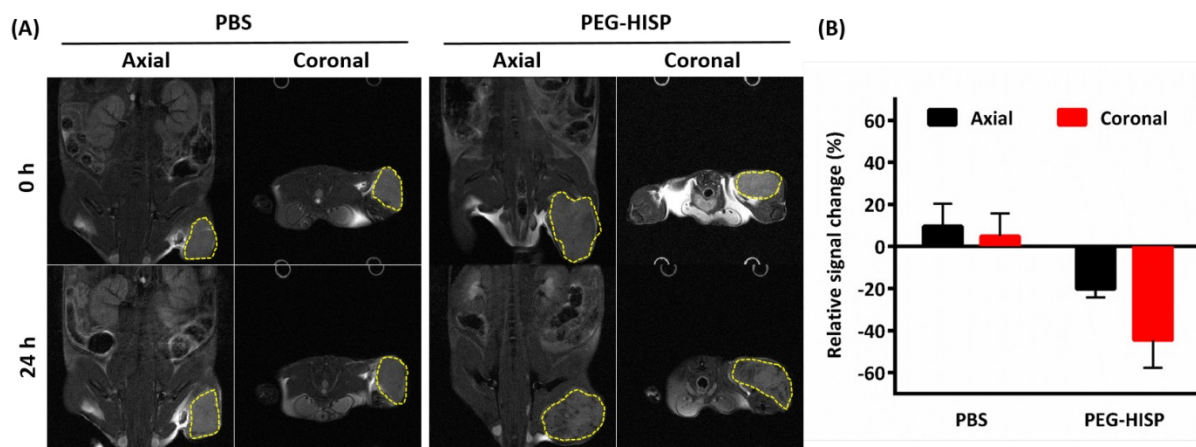 (A)
PBS
PEG-HISP
Axial
Coronal
Axial
Coronal
0 h
24 h
(B)
Relative signal change (%)
60
40
20
0
-20
-40
-60
Axial
Coronal
PBS
PEG-HISP